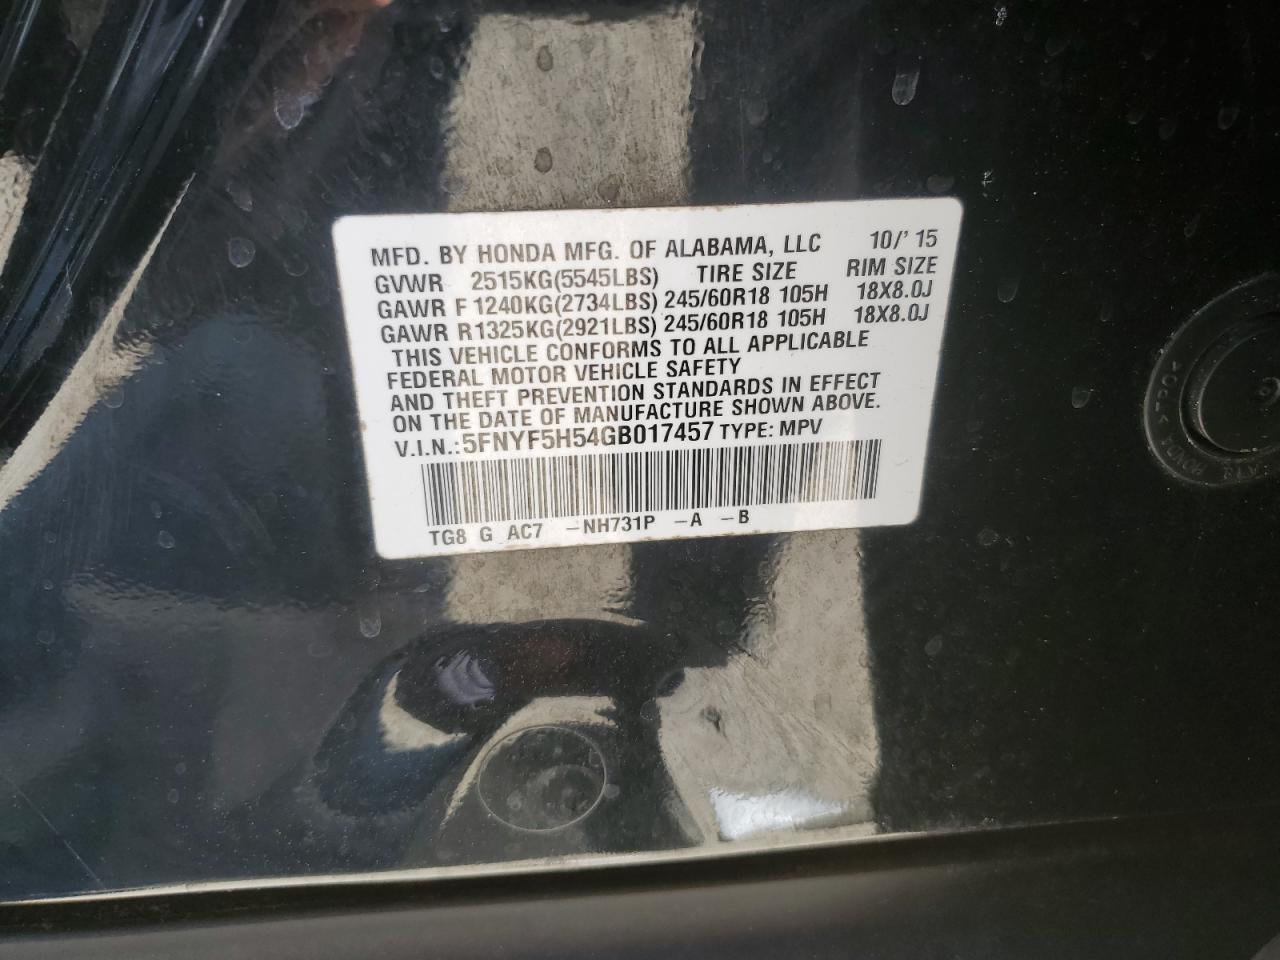 MFD. BY HONDA MFG. OF ALABAMA, LLC 10/' 15
GVWR 2515KG(5545LBS) TIRE SIZE RIM SIZE
GAWR F 1240KG(2734LBS) 245/60R18 105H 18X8.0J
GAWR R 1325KG(2921LBS) 245/60R18 105H 18X8.0J
THIS VEHICLE CONFORMS TO ALL APPLICABLE
FEDERAL MOTOR VEHICLE SAFETY
AND THEFT PREVENTION STANDARDS IN EFFECT
ON THE DATE OF MANUFACTURE SHOWN ABOVE.
V.I.N.: 5FNYF5H54GB017457 TYPE: MPV
TG8 G AC7 -NH731P -A -B
HONDA >TPO<